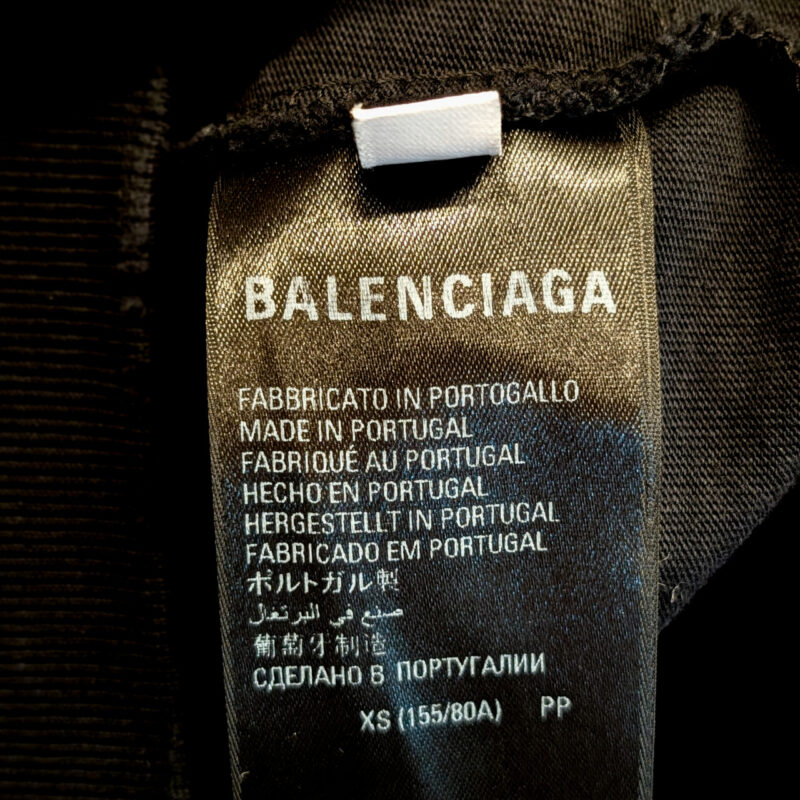 BALENCIAGA
FABBRICATO IN PORTOGALLO
MADE IN PORTUGAL
FABRIQUÉ AU PORTUGAL
HECHO EN PORTUGAL
HERGESTELLT IN PORTUGAL
FABRICADO EM PORTUGAL
ポルトガル製
صنع في البرتغال
葡萄牙制造
СДЕЛАНО В ПОРТУГАЛИИ
XS (155/80A) PP